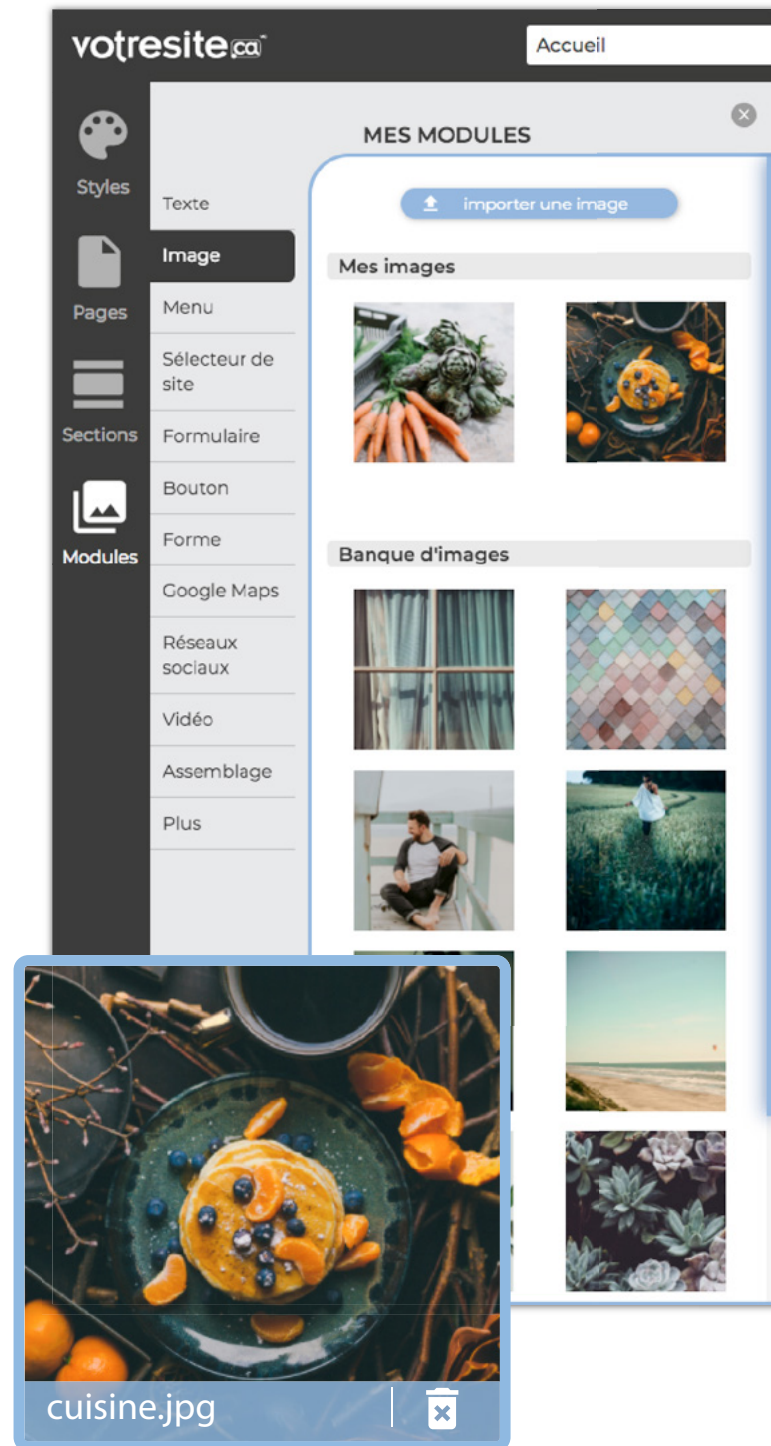 votresite.ca
Accueil
MES MODULES
Styles
Pages
Sections
Modules
Texte
Image
Menu
Sélecteur de
site
Formulaire
Bouton
Forme
Google Maps
Réseaux
sociaux
Vidéo
Assemblage
Plus
importer une image
Mes images
Banque d'images
cuisine.jpg